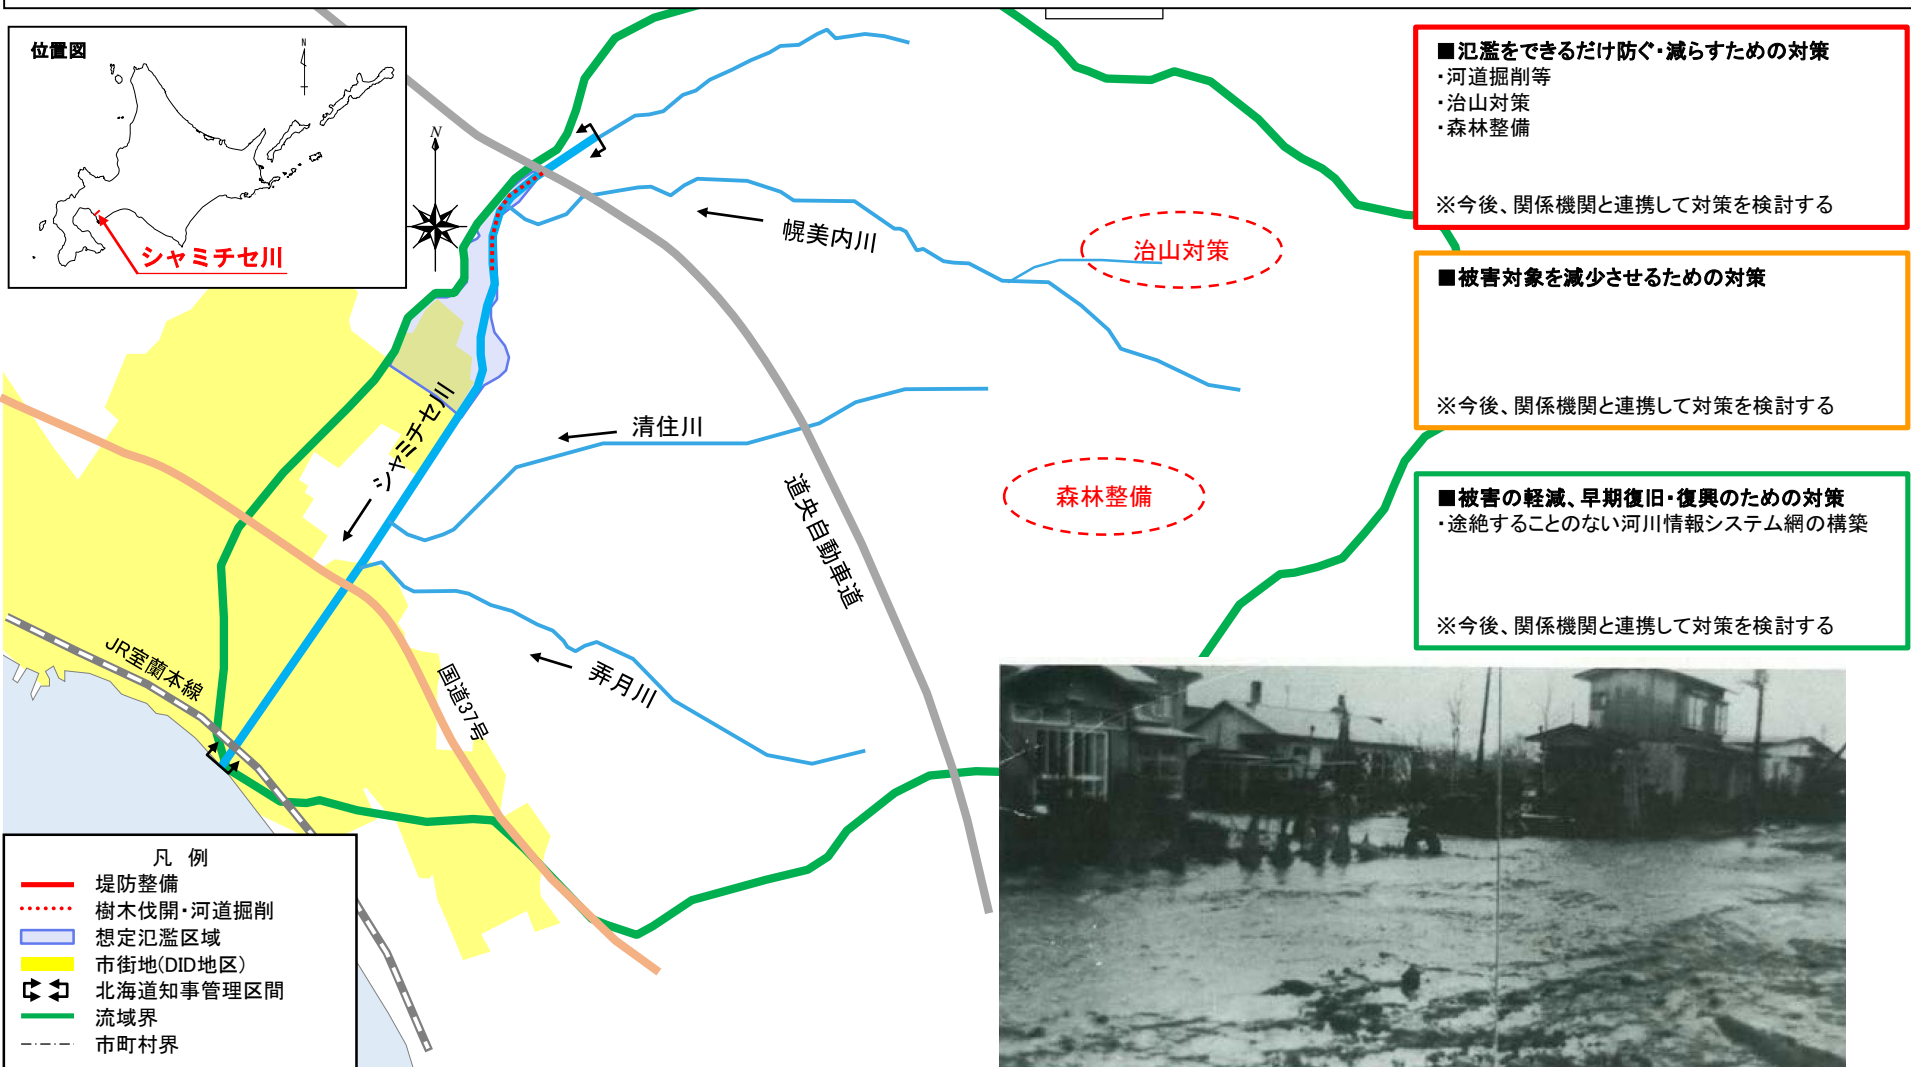 位置図
N
シャミチセ川
N
幌美内川
治山対策
清住川
シャミチセ川
森林整備
道央自動車道
弄月川
国道37号
JR室蘭本線
■氾濫をできるだけ防ぐ・減らすための対策
・河道掘削等
・治山対策
・森林整備
※今後、関係機関と連携して対策を検討する
■被害対象を減少させるための対策
※今後、関係機関と連携して対策を検討する
■被害の軽減、早期復旧・復興のための対策
・途絶することのない河川情報システム網の構築
※今後、関係機関と連携して対策を検討する
凡 例
堤防整備
樹木伐開・河道掘削
想定氾濫区域
市街地(DID地区)
北海道知事管理区間
流域界
市町村界